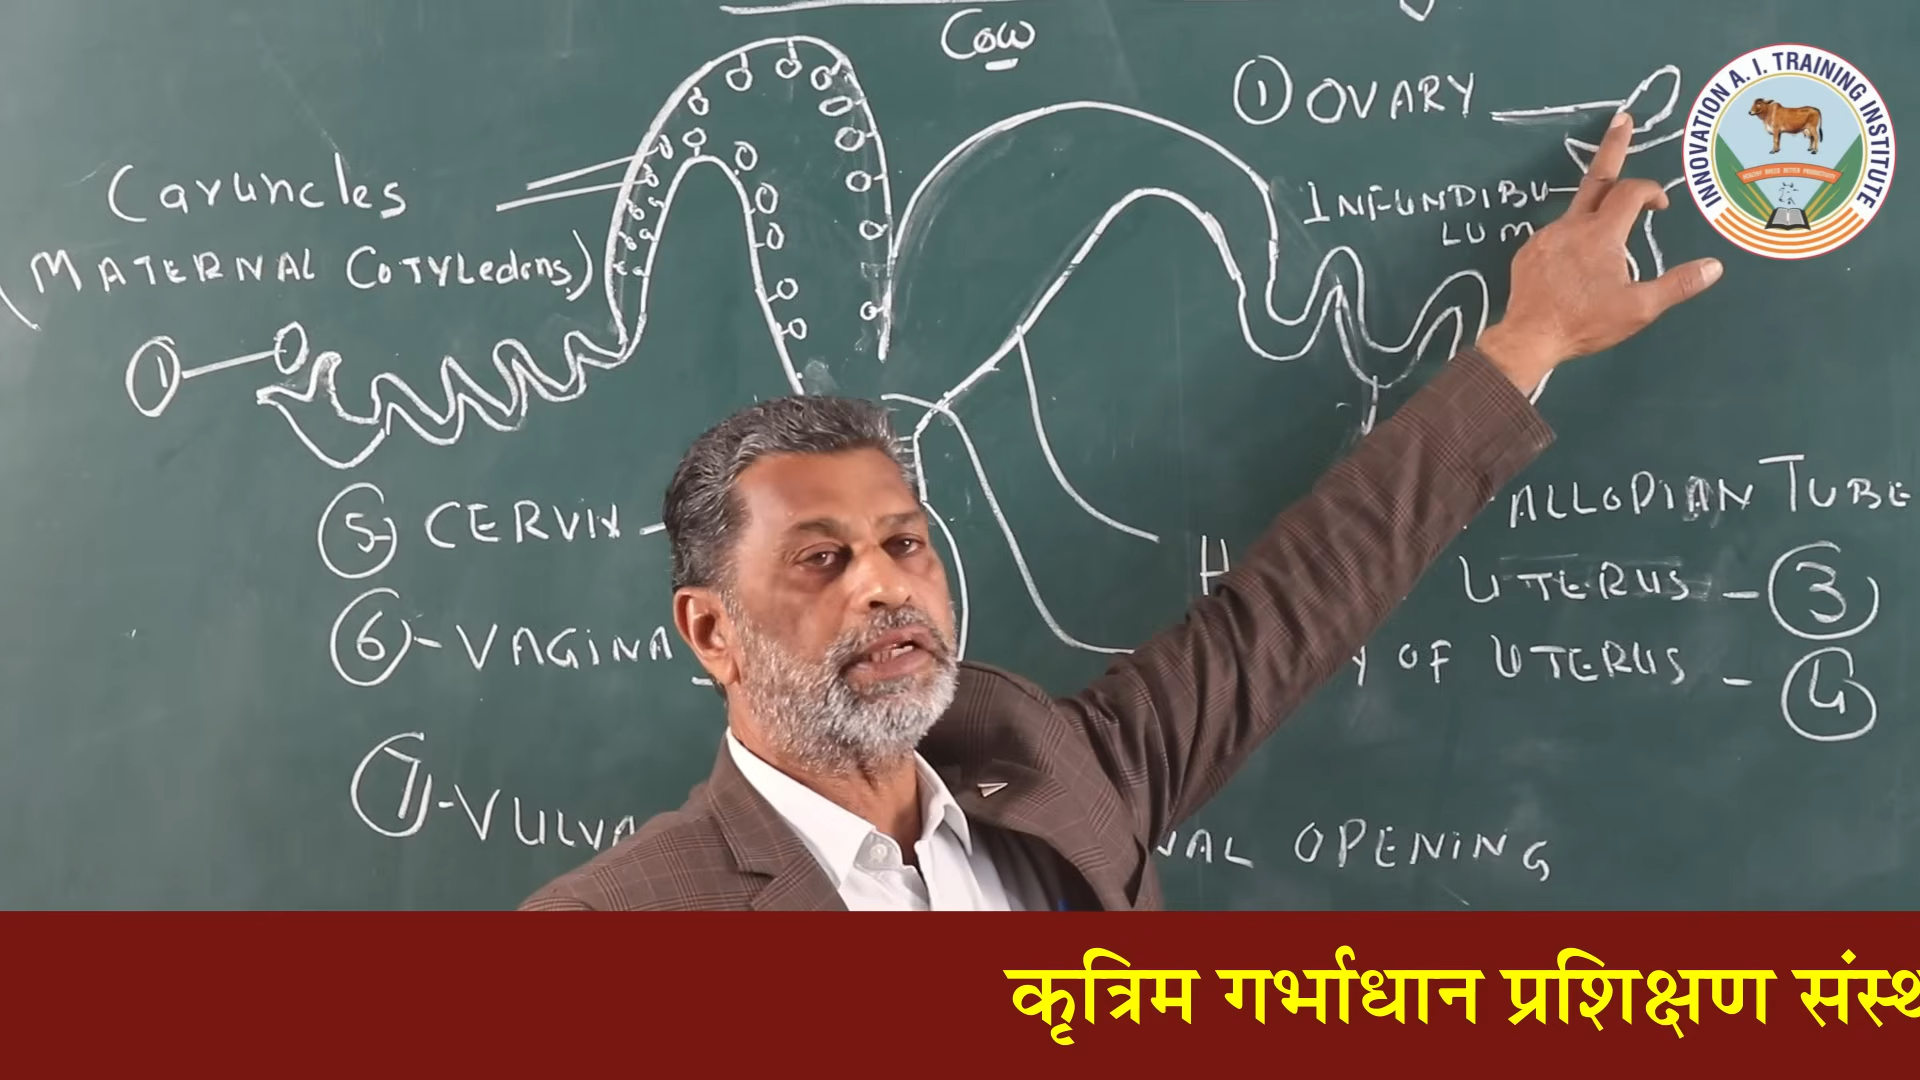 Cow
① OVARY
INNOVATION A. I. TRAINING INSTITUTE
Caruncles
INFUNDIBU
LUM
(MATERNAL COTYLedons)
①
ALLOPIAN TUBE
⑤ CERVIX
H
UTERUS - ③
⑥ - VAGINA
Y OF UTERUS - ④
⑦ - VULVA
NAL OPENING
कृत्रिम गर्भाधान प्रशिक्षण संस्थ